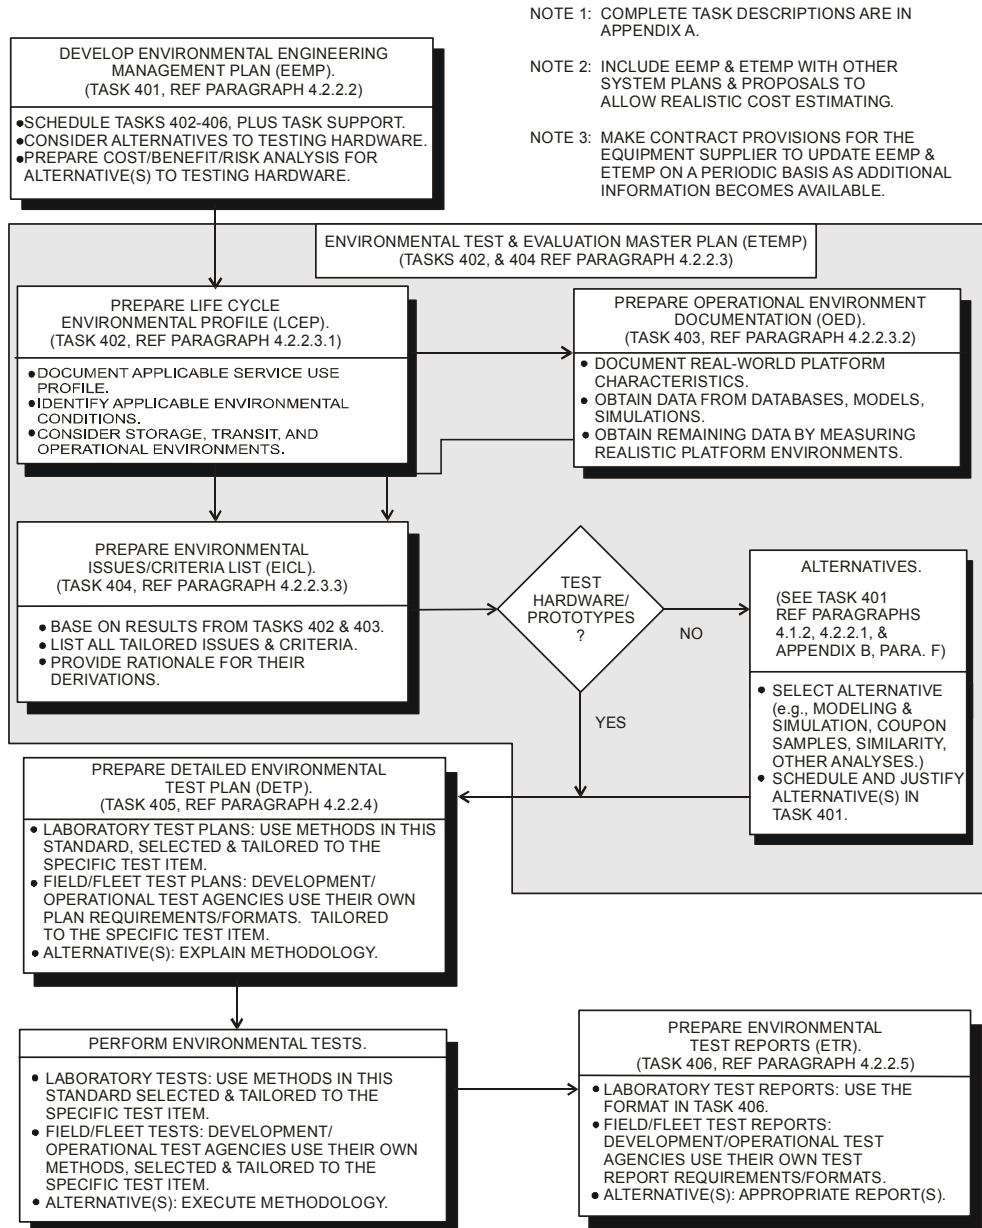 NOTE 1: COMPLETE TASK DESCRIPTIONS ARE IN
APPENDIX A.
NOTE 2: INCLUDE EEMP & ETEMP WITH OTHER
SYSTEM PLANS & PROPOSALS TO
ALLOW REALISTIC COST ESTIMATING.
NOTE 3: MAKE CONTRACT PROVISIONS FOR THE
EQUIPMENT SUPPLIER TO UPDATE EEMP &
ETEMP ON A PERIODIC BASIS AS ADDITIONAL
INFORMATION BECOMES AVAILABLE.
DEVELOP ENVIRONMENTAL ENGINEERING
MANAGEMENT PLAN (EEMP).
(TASK 401, REF PARAGRAPH 4.2.2.2)
●SCHEDULE TASKS 402-406, PLUS TASK SUPPORT.
●CONSIDER ALTERNATIVES TO TESTING HARDWARE.
●PREPARE COST/BENEFIT/RISK ANALYSIS FOR
ALTERNATIVE(S) TO TESTING HARDWARE.
ENVIRONMENTAL TEST & EVALUATION MASTER PLAN (ETEMP)
(TASKS 402, & 404 REF PARAGRAPH 4.2.2.3)
PREPARE LIFE CYCLE
ENVIRONMENTAL PROFILE (LCEP).
(TASK 402, REF PARAGRAPH 4.2.2.3.1)
●DOCUMENT APPLICABLE SERVICE USE
PROFILE.
●IDENTIFY APPLICABLE ENVIRONMENTAL
CONDITIONS.
●CONSIDER STORAGE, TRANSIT, AND
OPERATIONAL ENVIRONMENTS.
PREPARE OPERATIONAL ENVIRONMENT
DOCUMENTATION (OED).
(TASK 403, REF PARAGRAPH 4.2.2.3.2)
● DOCUMENT REAL-WORLD PLATFORM
CHARACTERISTICS.
● OBTAIN DATA FROM DATABASES, MODELS,
SIMULATIONS.
● OBTAIN REMAINING DATA BY MEASURING
REALISTIC PLATFORM ENVIRONMENTS.
PREPARE ENVIRONMENTAL
ISSUES/CRITERIA LIST (EICL).
(TASK 404, REF PARAGRAPH 4.2.2.3.3)
● BASE ON RESULTS FROM TASKS 402 & 403.
● LIST ALL TAILORED ISSUES & CRITERIA.
● PROVIDE RATIONALE FOR THEIR
DERIVATIONS.
TEST
HARDWARE/
PROTOTYPES
?
NO
YES
ALTERNATIVES.
(SEE TASK 401
REF PARAGRAPHS
4.1.2, 4.2.2.1, &
APPENDIX B, PARA. F)
● SELECT ALTERNATIVE
(e.g., MODELING &
SIMULATION, COUPON
SAMPLES, SIMILARITY,
OTHER ANALYSES.)
● SCHEDULE AND JUSTIFY
ALTERNATIVE(S) IN
TASK 401.
PREPARE DETAILED ENVIRONMENTAL
TEST PLAN (DETP).
(TASK 405, REF PARAGRAPH 4.2.2.4)
● LABORATORY TEST PLANS: USE METHODS IN THIS
STANDARD, SELECTED & TAILORED TO THE
SPECIFIC TEST ITEM.
● FIELD/FLEET TEST PLANS: DEVELOPMENT/
OPERATIONAL TEST AGENCIES USE THEIR OWN
PLAN REQUIREMENTS/FORMATS. TAILORED
TO THE SPECIFIC TEST ITEM.
● ALTERNATIVE(S): EXPLAIN METHODOLOGY.
PERFORM ENVIRONMENTAL TESTS.
● LABORATORY TESTS: USE METHODS IN THIS
STANDARD SELECTED & TAILORED TO THE
SPECIFIC TEST ITEM.
● FIELD/FLEET TESTS: DEVELOPMENT/
OPERATIONAL TEST AGENCIES USE THEIR OWN
METHODS, SELECTED & TAILORED TO THE
SPECIFIC TEST ITEM.
● ALTERNATIVE(S): EXECUTE METHODOLOGY.
PREPARE ENVIRONMENTAL
TEST REPORTS (ETR).
(TASK 406, REF PARAGRAPH 4.2.2.5)
● LABORATORY TEST REPORTS: USE THE
FORMAT IN TASK 406.
● FIELD/FLEET TEST REPORTS:
DEVELOPMENT/OPERATIONAL TEST
AGENCIES USE THEIR OWN TEST
REPORT REQUIREMENTS/FORMATS.
● ALTERNATIVE(S): APPROPRIATE REPORT(S).